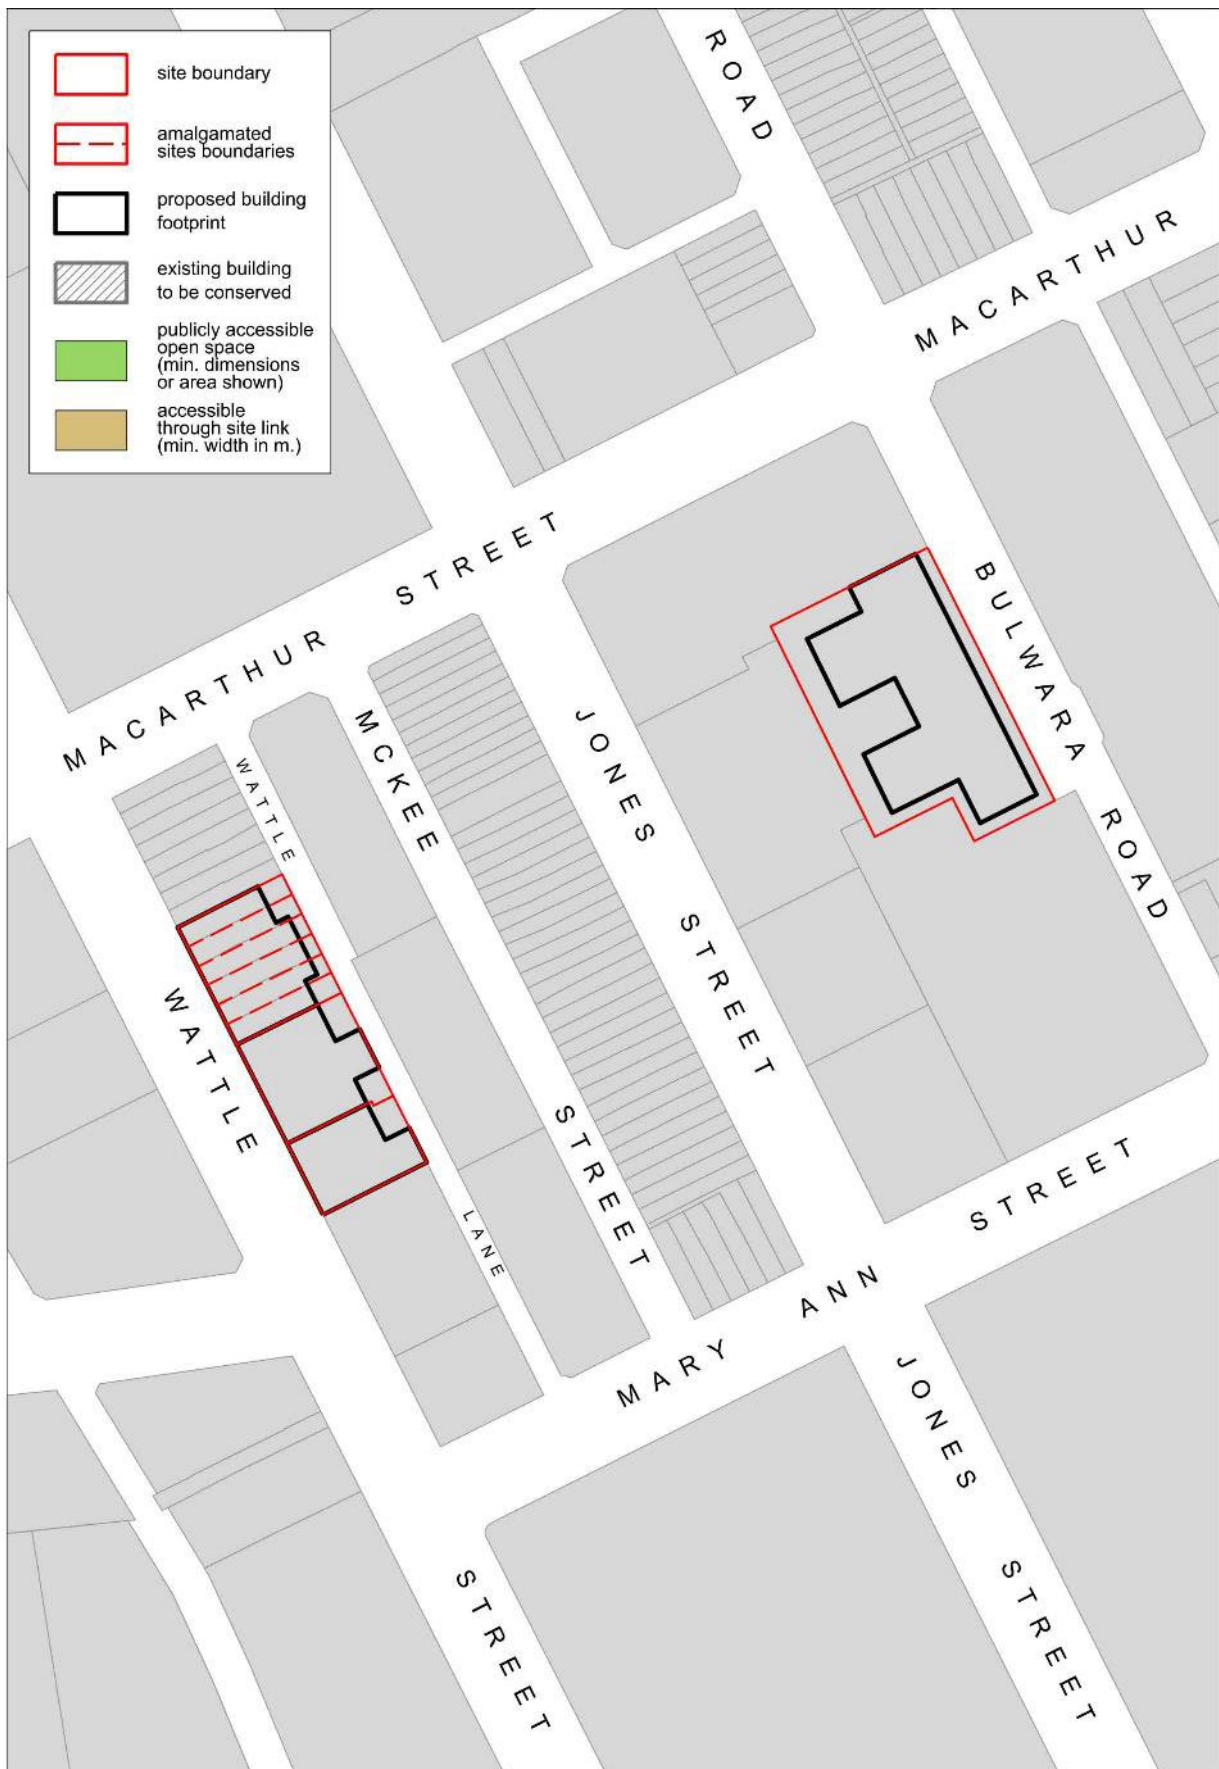 site boundary
amalgamated
sites boundaries
proposed building
footprint
existing building
to be conserved
publicly accessible
open space
(min. dimensions
or area shown)
accessible
through site link
(min. width in m.)
ROAD
MACARTHUR
MACARTHUR STREET
BULWARA ROAD
WATTLE LANE
MCKEE STREET
JONES STREET
WATTLE STREET
MARY ANN STREET
JONES STREET